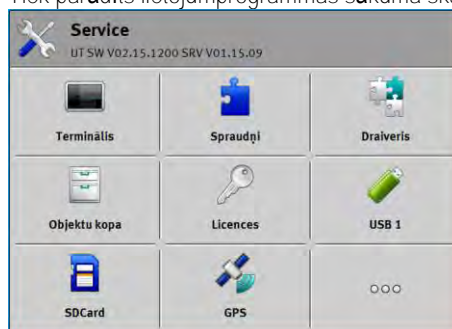 Service
UT SW V02.15.1200 SRV V01.15.09
Terminālis
Spraudņi
Draiveris
Objektu kopa
Licences
USB 1
SDCard
GPS